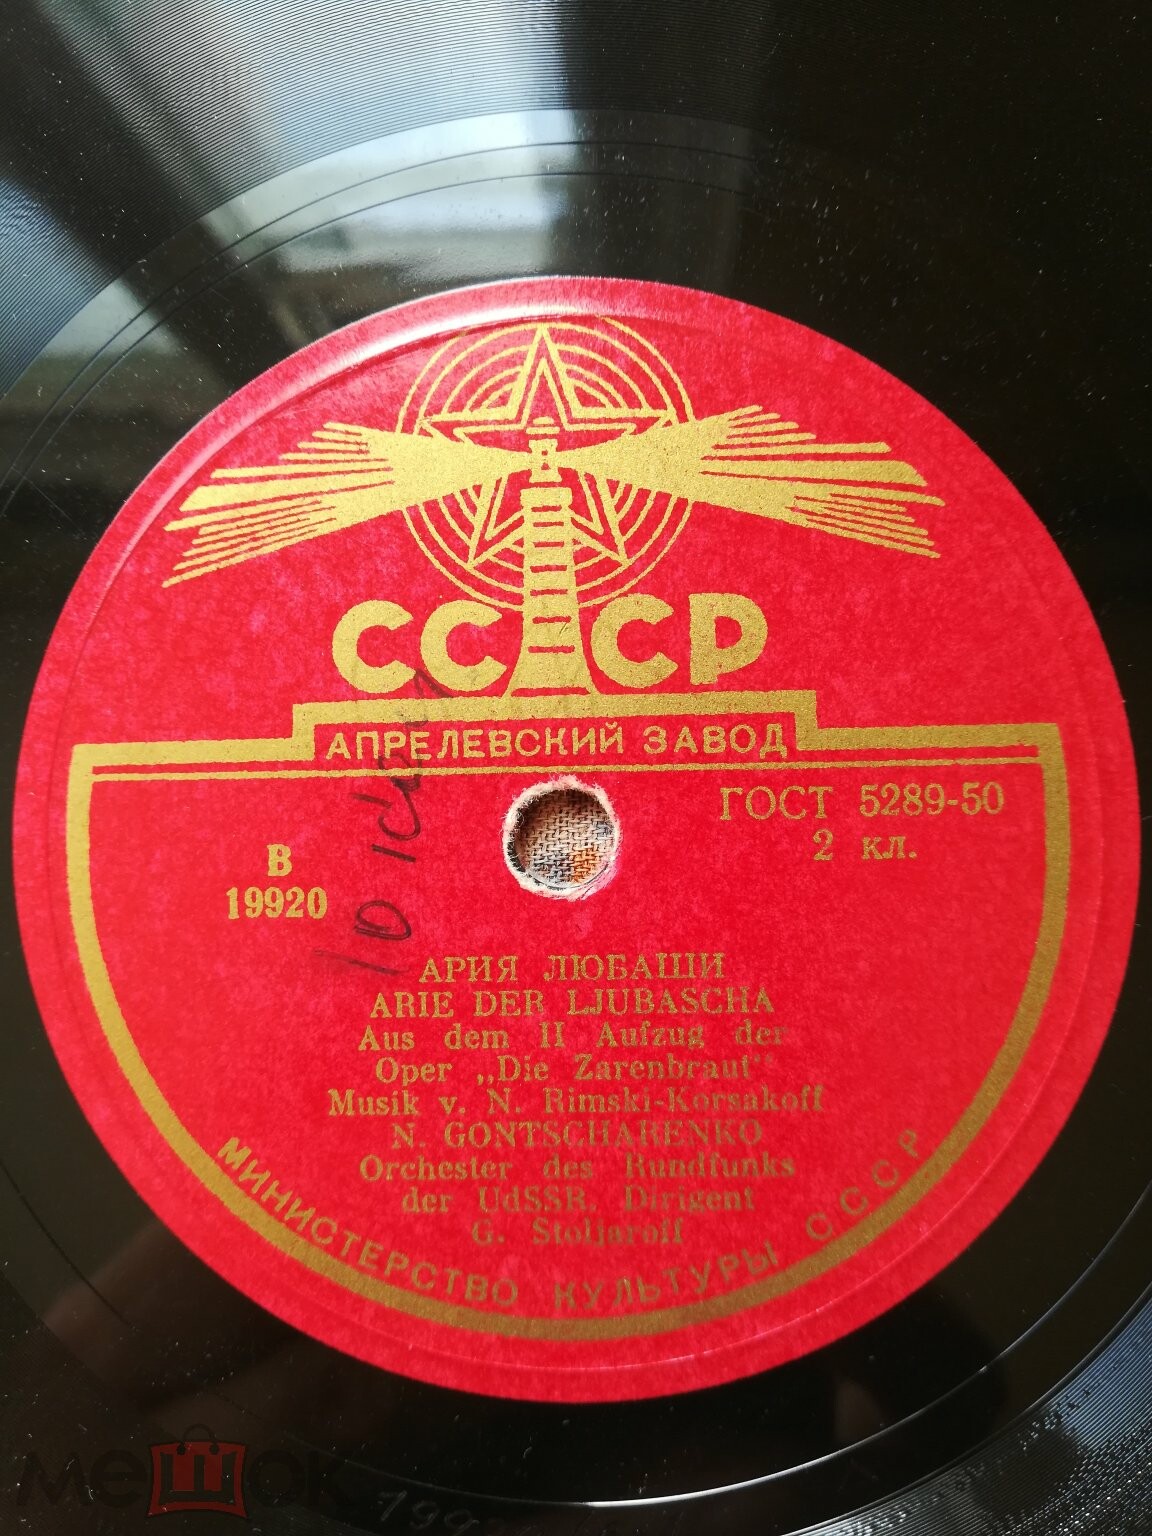 СССР
АПРЕЛЕВСКИЙ ЗАВОД
ГОСТ 5289-50
2 кл.
В
19920
АРИЯ ЛЮБАШИ
ARIE DER LJUBASCHA
Aus dem II Aufzug der
Oper „Die Zarenbraut“
Musik v. N. Rimski-Korsakoff
N. GONTSCHARENKO
Orchester des Rundfunks
der UdSSR. Dirigent
G. Stoljaroff
МИНИСТЕРСТВО КУЛЬТУРЫ СССР
мешок